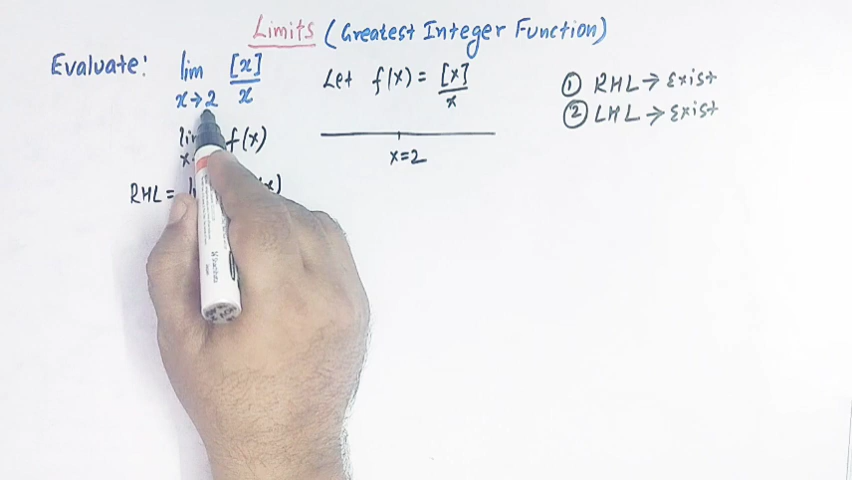 Limits (Greatest Integer Function)
Evaluate: lim x→2 [x]/x
Let f(x) = [x]/x
① RHL → Exist
② LHL → Exist
f(x)
x=2
RHL =